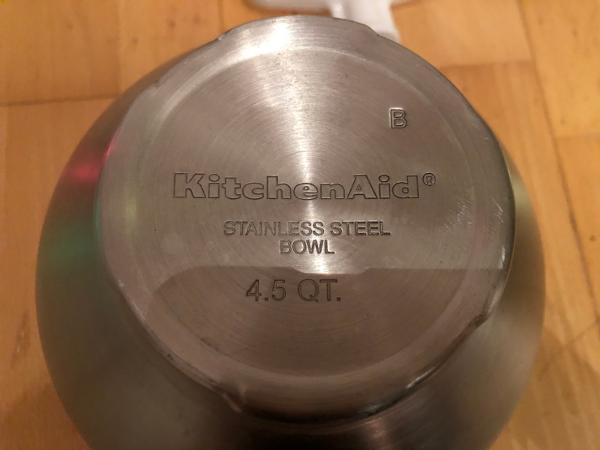 B
KitchenAid®
STAINLESS STEEL
BOWL
4.5 QT.